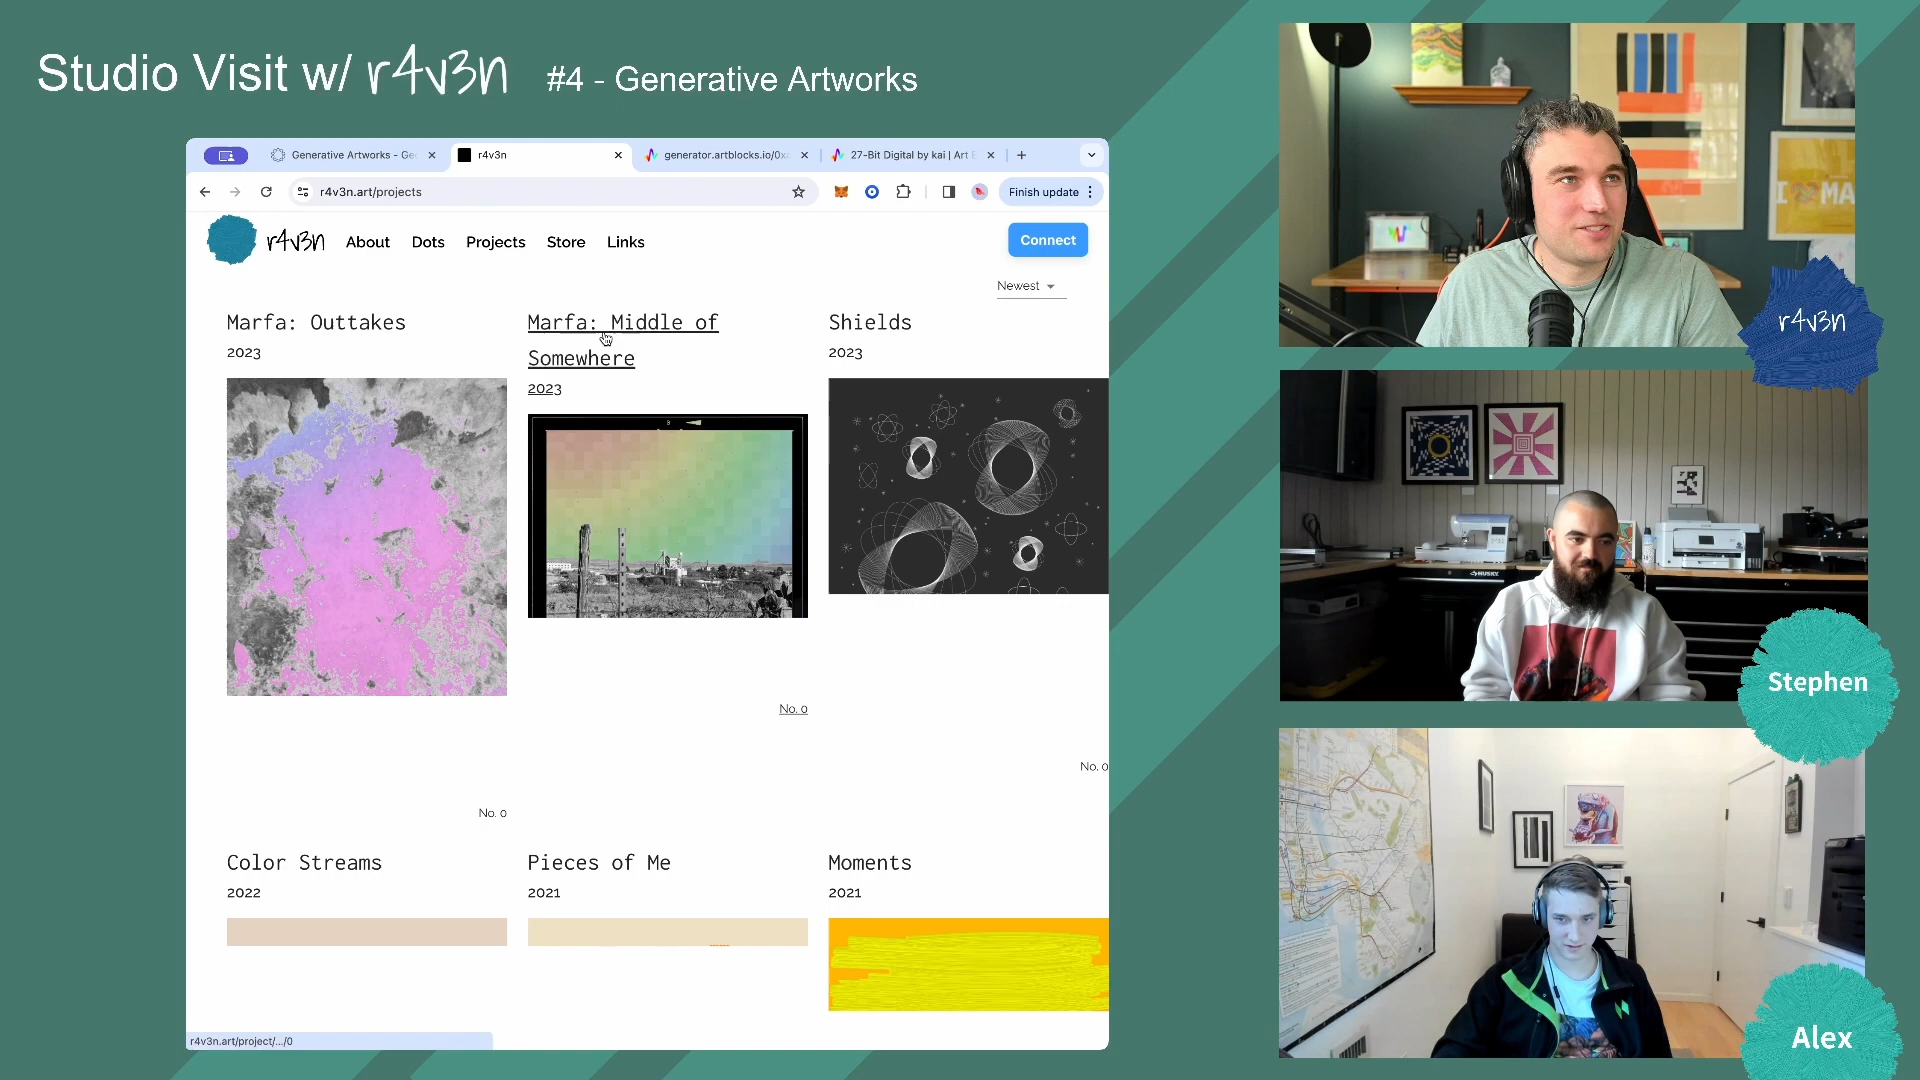 Studio Visit w/ r4v3n #4 - Generative Artworks
Generative Artworks - Ge
r4v3n
generator.artblocks.io/0x
27-Bit Digital by kai | Art
r4v3n.art/projects
Finish update
r4v3n
About
Dots
Projects
Store
Links
Connect
Newest
Marfa: Outtakes
2023
No. 0
Marfa: Middle of
Somewhere
2023
No. 0
Shields
2023
No. 0
Color Streams
2022
Pieces of Me
2021
Moments
2021
r4v3n.art/project/.../0
I MA
r4v3n
HUSKY
Stephen
Alex